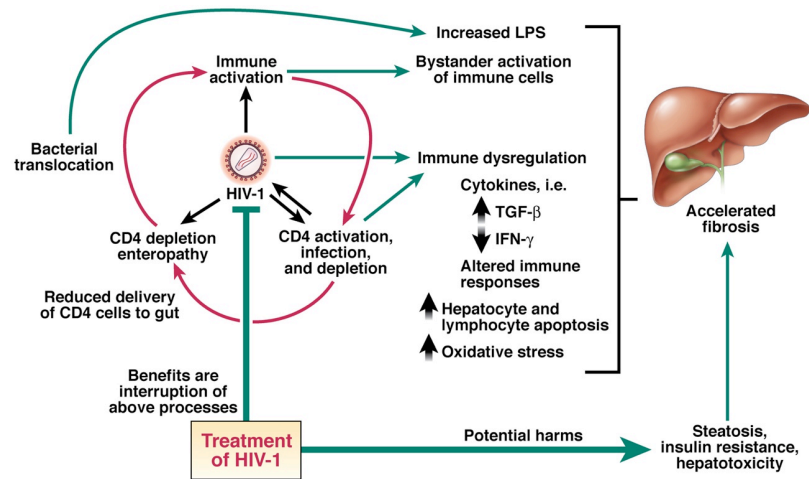 Increased LPS
Immune
activation
Bystander activation
of immune cells
Bacterial
translocation
HIV-1
Immune dysregulation
Cytokines, i.e.
TGF-β
IFN-γ
Altered immune
responses
Hepatocyte and
lymphocyte apoptosis
Oxidative stress
CD4 depletion
enteropathy
CD4 activation,
infection,
and depletion
Reduced delivery
of CD4 cells to gut
Accelerated
fibrosis
Benefits are
interruption of
above processes
Treatment
of HIV-1
Potential harms
Steatosis,
insulin resistance,
hepatotoxicity